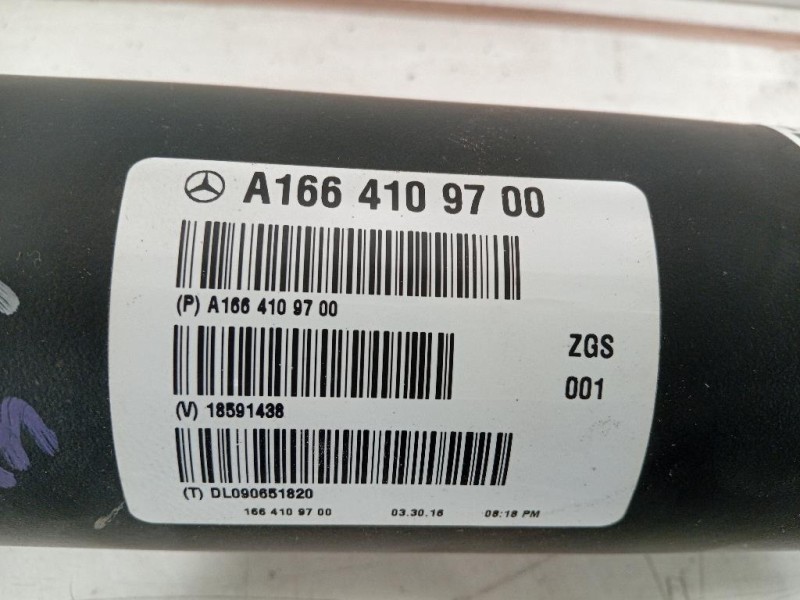 A166 410 97 00
(P) A166 410 97 00
ZGS
001
(V) 18591436
(T) DL090651820
166 410 97 00 03.30.16 08:18 PM